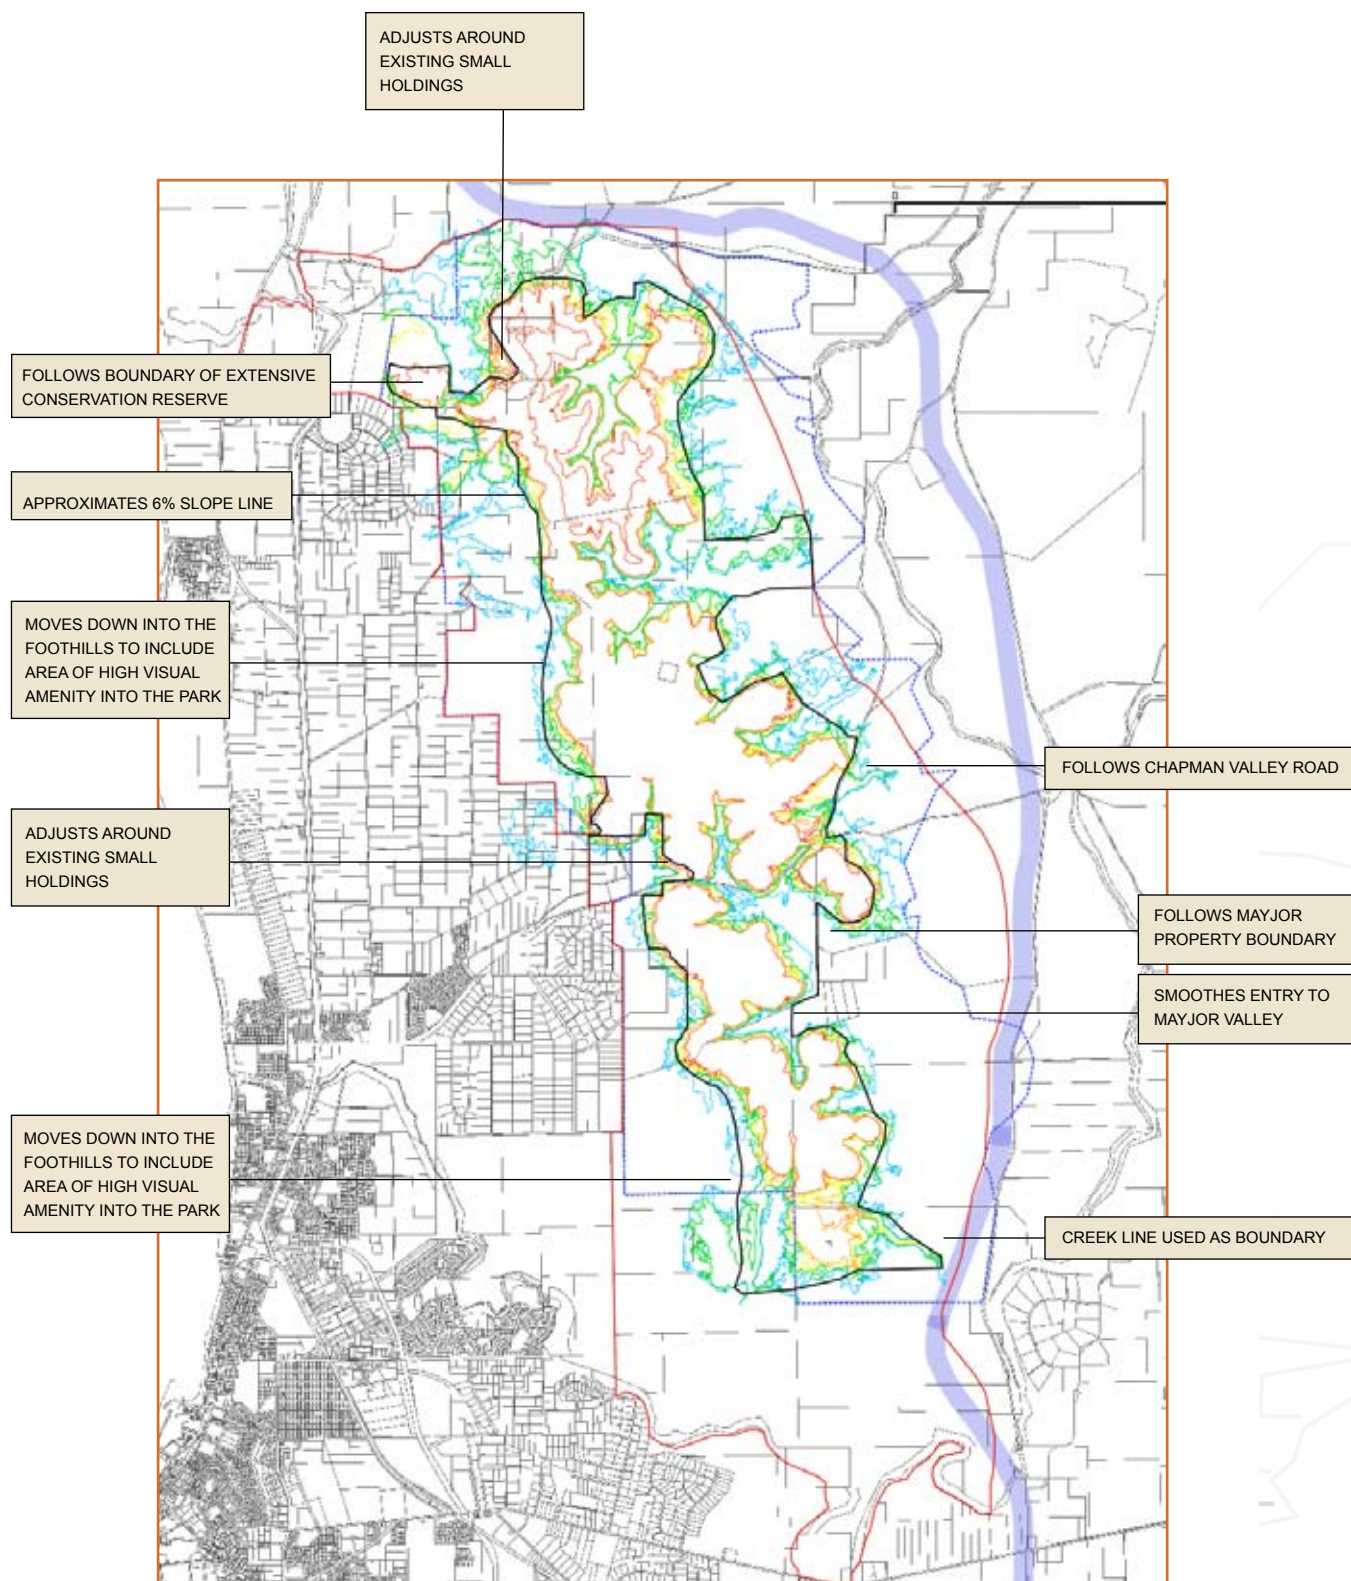 ADJUSTS AROUND
EXISTING SMALL
HOLDINGS
FOLLOWS BOUNDARY OF EXTENSIVE
CONSERVATION RESERVE
APPROXIMATES 6% SLOPE LINE
MOVES DOWN INTO THE
FOOTHILLS TO INCLUDE
AREA OF HIGH VISUAL
AMENITY INTO THE PARK
FOLLOWS CHAPMAN VALLEY ROAD
ADJUSTS AROUND
EXISTING SMALL
HOLDINGS
FOLLOWS MAYJOR
PROPERTY BOUNDARY
SMOOTHES ENTRY TO
MAYJOR VALLEY
MOVES DOWN INTO THE
FOOTHILLS TO INCLUDE
AREA OF HIGH VISUAL
AMENITY INTO THE PARK
CREEK LINE USED AS BOUNDARY